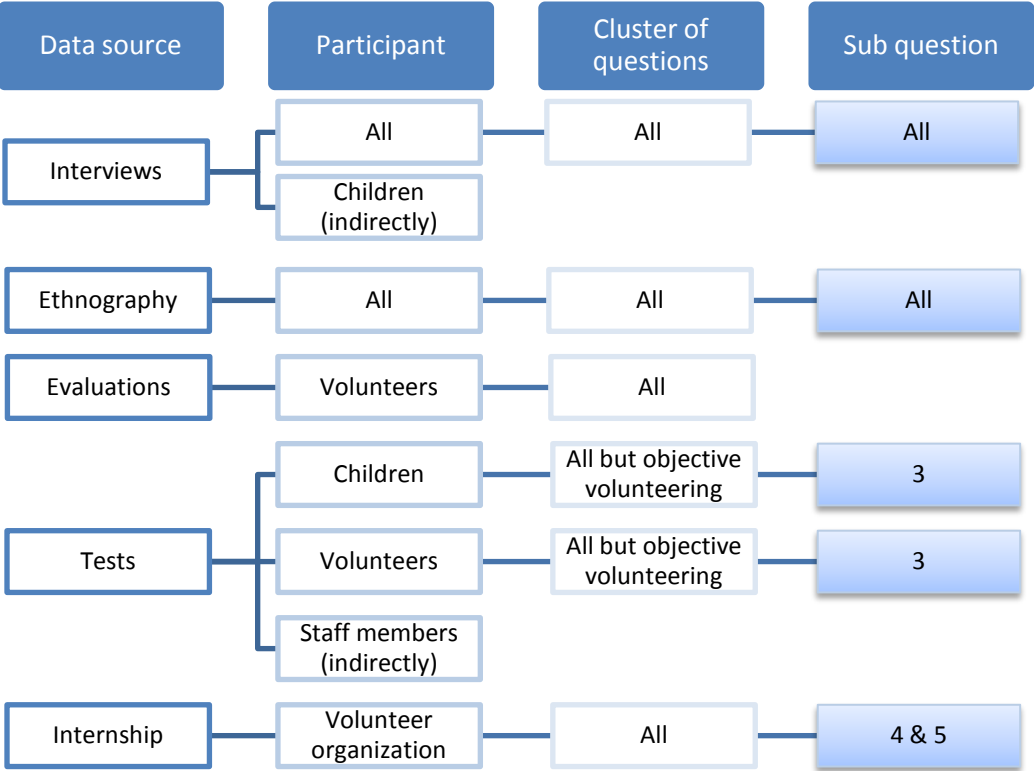 Data source
Participant
Cluster of
questions
Sub question
Interviews
All
All
All
Children
(indirectly)
Ethnography
All
All
All
Evaluations
Volunteers
All
Tests
Children
All but objective
volunteering
3
Volunteers
All but objective
volunteering
3
Staff members
(indirectly)
Internship
Volunteer
organization
All
4 & 5